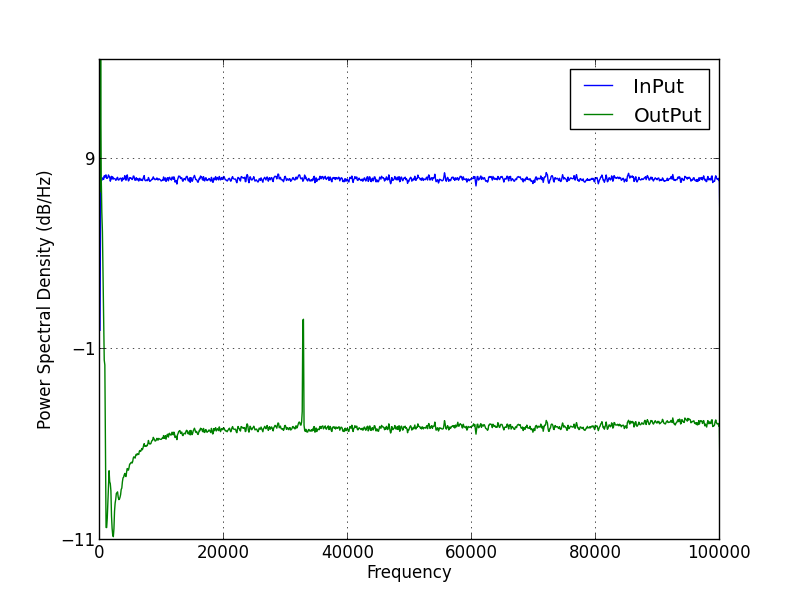 InPut
OutPut
Power Spectral Density (dB/Hz)
9
−1
−11
0 20000 40000 60000 80000 100000
Frequency